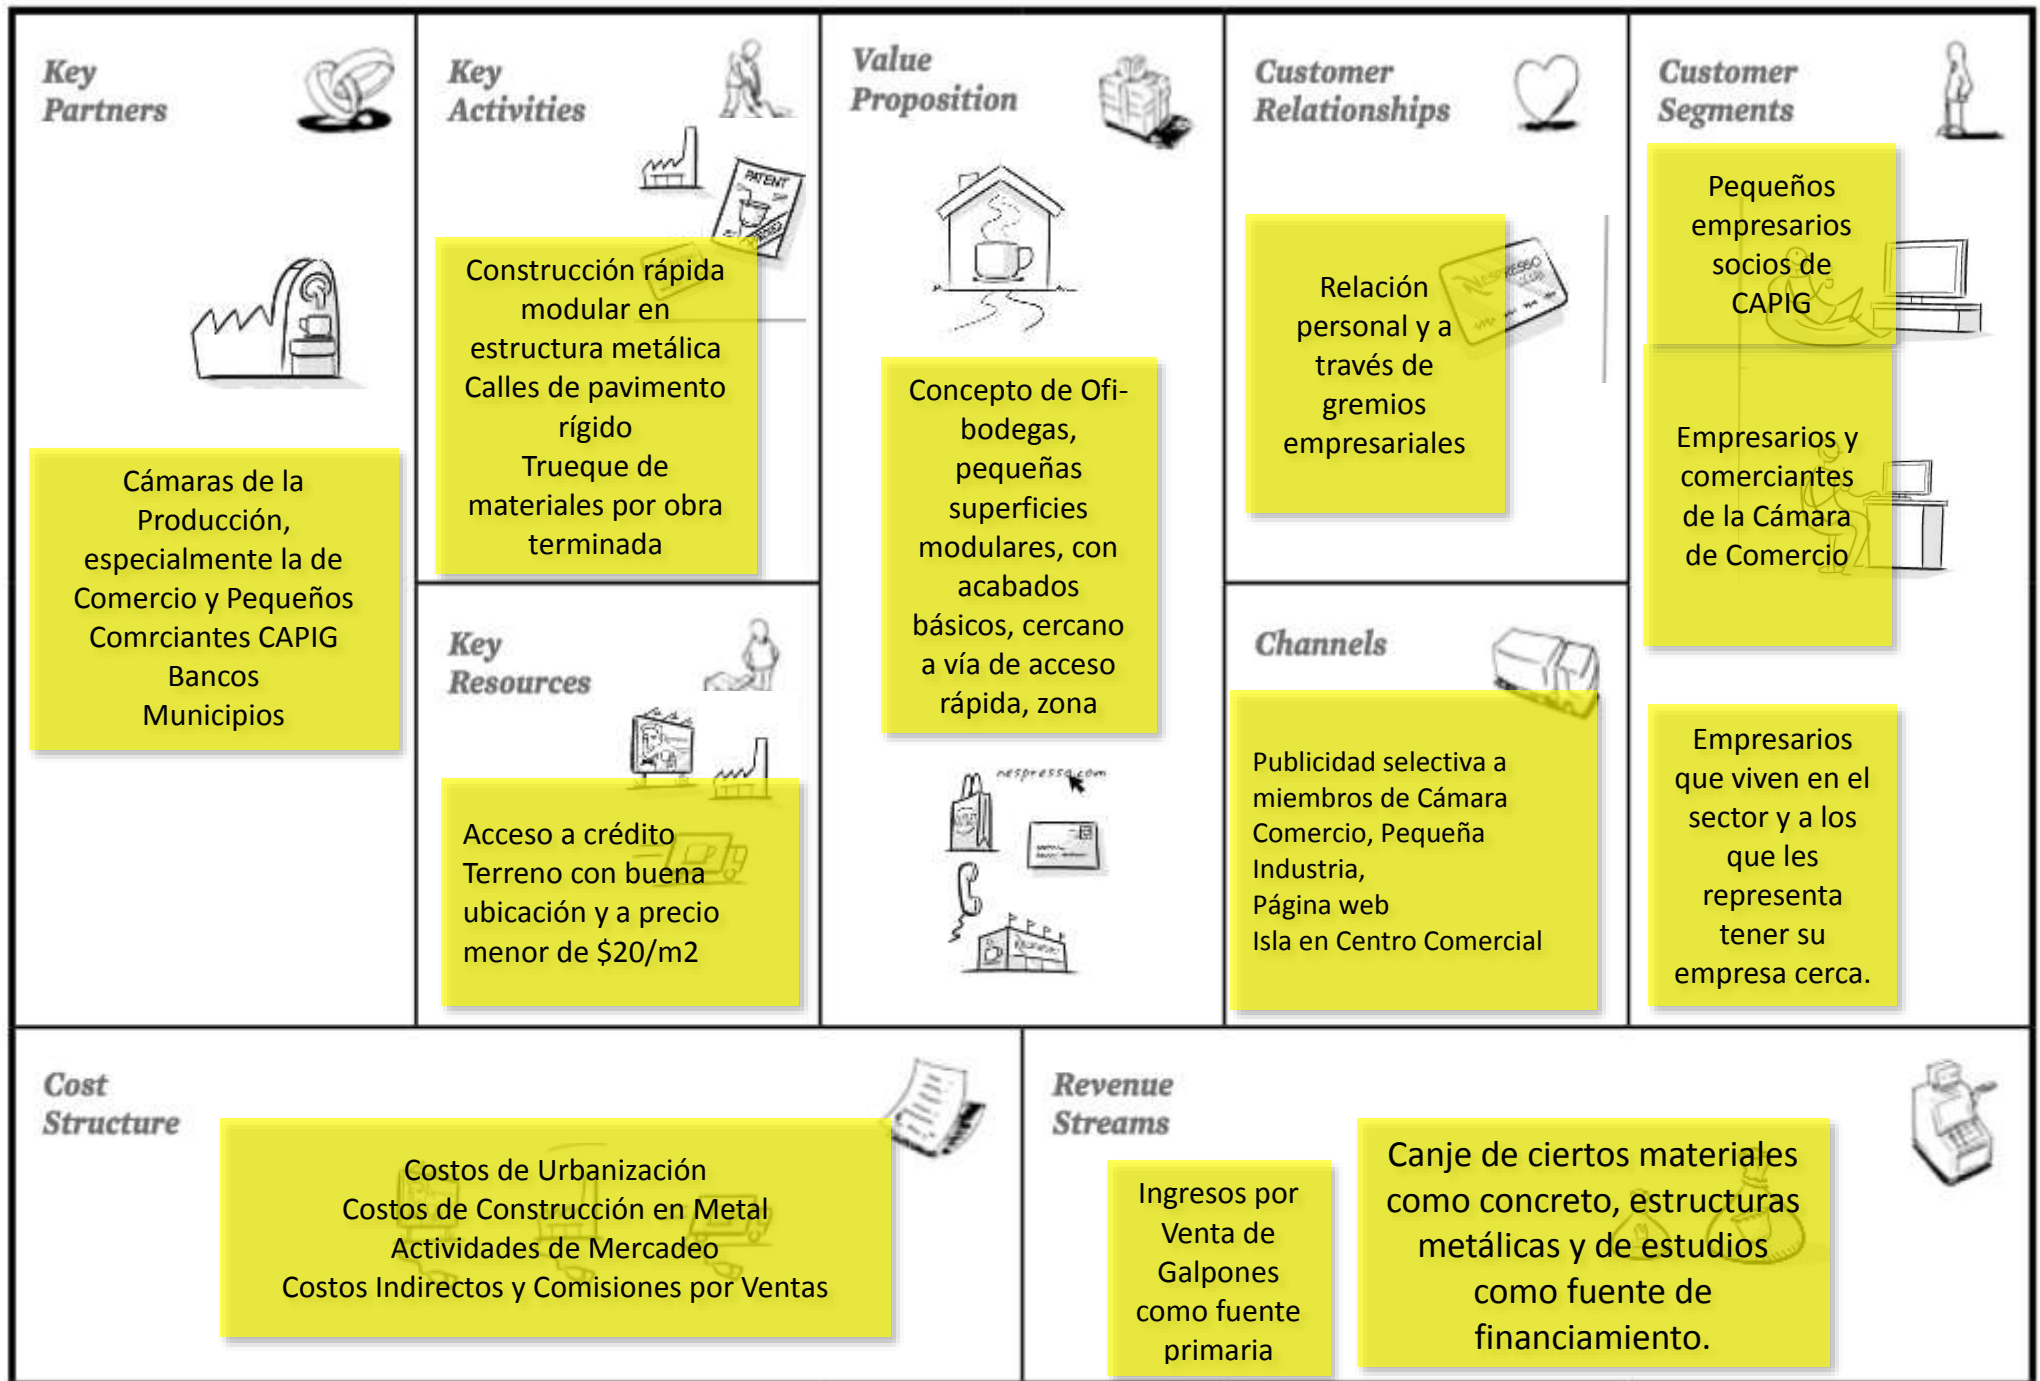 Key
Partners
Cámaras de la
Producción,
especialmente la de
Comercio y Pequeños
Comrciantes CAPIG
Bancos
Municipios
Key
Activities
PATENT
Construcción rápida
modular en
estructura metálica
Calles de pavimento
rígido
Trueque de
materiales por obra
terminada
Key
Resources
Acceso a crédito
Terreno con buena
ubicación y a precio
menor de $20/m2
Value
Proposition
Concepto de Ofi-
bodegas,
pequeñas
superficies
modulares, con
acabados
básicos, cercano
a vía de acceso
rápida, zona
nespresso.com
Customer
Relationships
NESPRESSO
CLUB
Relación
personal y a
través de
gremios
empresariales
Channels
Publicidad selectiva a
miembros de Cámara
Comercio, Pequeña
Industria,
Página web
Isla en Centro Comercial
Customer
Segments
Pequeños
empresarios
socios de
CAPIG
Empresarios y
comerciantes
de la Cámara
de Comercio
Empresarios
que viven en el
sector y a los
que les
representa
tener su
empresa cerca.
Cost
Structure
Costos de Urbanización
Costos de Construcción en Metal
Actividades de Mercadeo
Costos Indirectos y Comisiones por Ventas
Revenue
Streams
Ingresos por
Venta de
Galpones
como fuente
primaria
Canje de ciertos materiales
como concreto, estructuras
metálicas y de estudios
como fuente de
financiamiento.